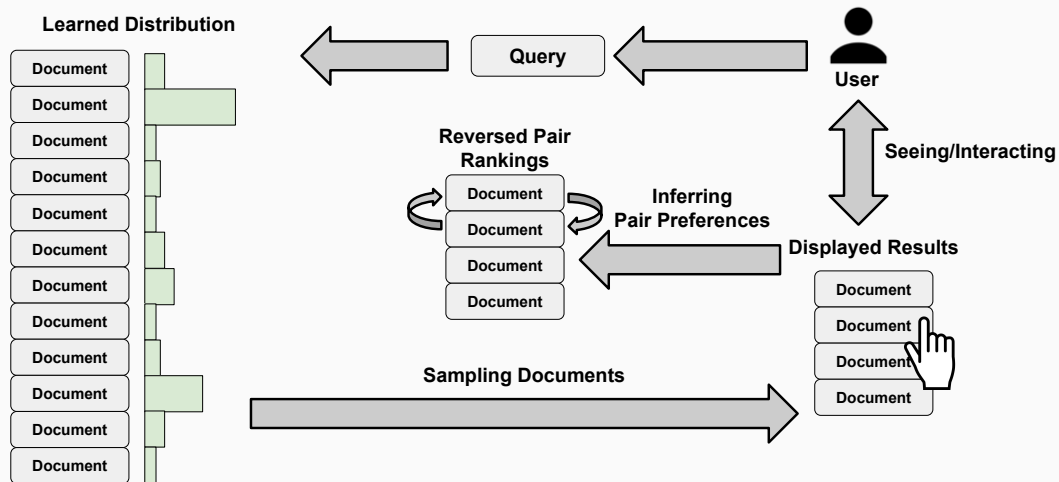 Learned Distribution
Document
Document
Document
Document
Document
Document
Document
Document
Document
Document
Document
Document
Query
User
Seeing/Interacting
Reversed Pair
Rankings
Document
Document
Document
Document
Inferring
Pair Preferences
Displayed Results
Document
Document
Document
Document
Sampling Documents